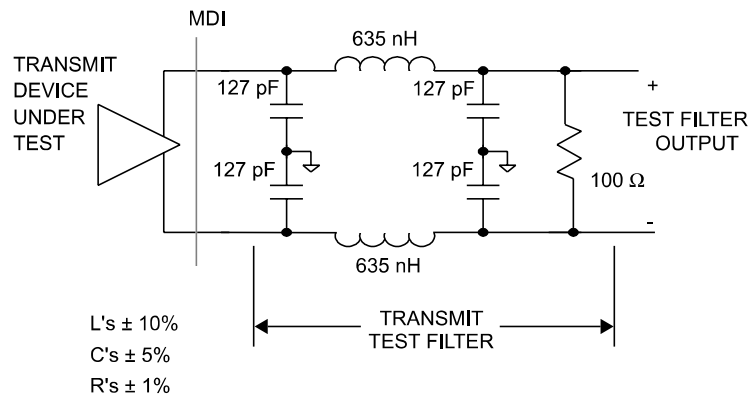 MDI
635 nH
TRANSMIT
DEVICE
UNDER
TEST
127 pF
127 pF
+
TEST FILTER
OUTPUT
127 pF
127 pF
100 Ω
-
635 nH
L's ± 10%
C's ± 5%
R's ± 1%
TRANSMIT
TEST FILTER